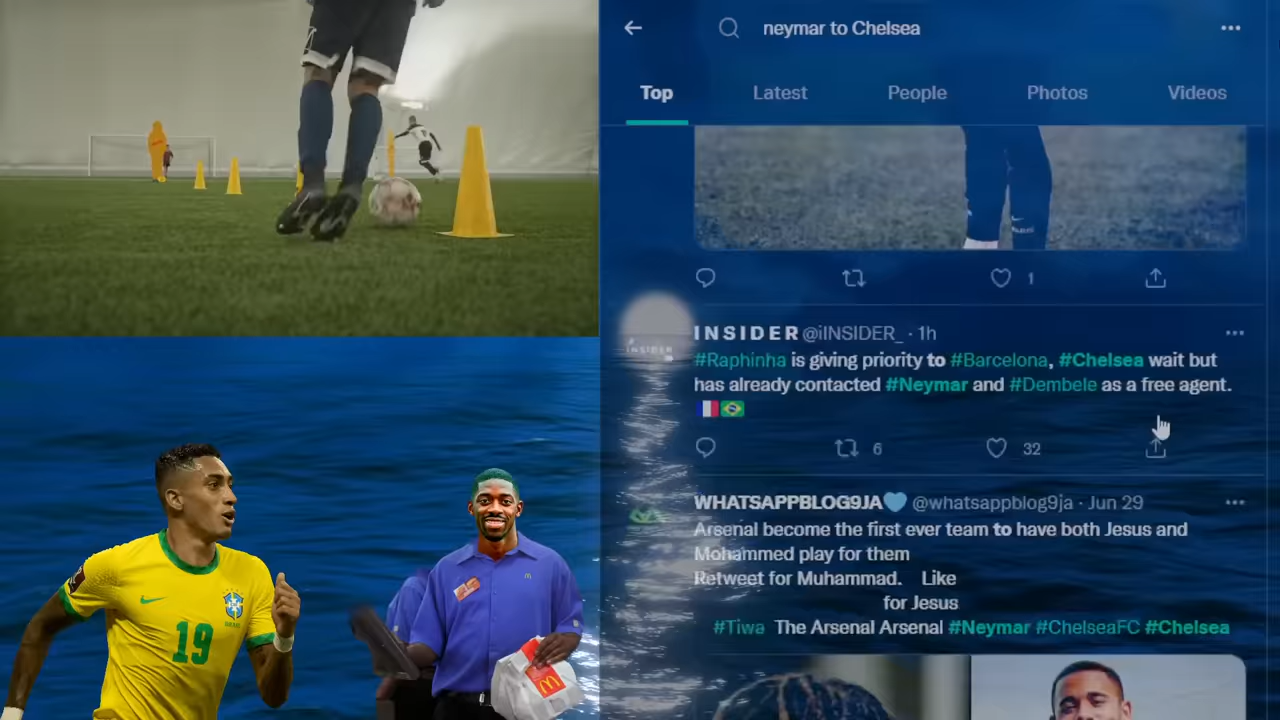 neymar to Chelsea
Top Latest People Photos Videos
1
INSIDER @iINSIDER_ · 1h
#Raphinha is giving priority to #Barcelona, #Chelsea wait but
has already contacted #Neymar and #Dembele as a free agent.
6 32
INSIDER
WHATSAPPBLOG9JA @whatsappblog9ja · Jun 29
Arsenal become the first ever team to have both Jesus and
Mohammed play for them
Retweet for Muhammad. Like
for Jesus
#Tiwa The Arsenal Arsenal #Neymar #ChelseaFC #Chelsea
19
BRASIL